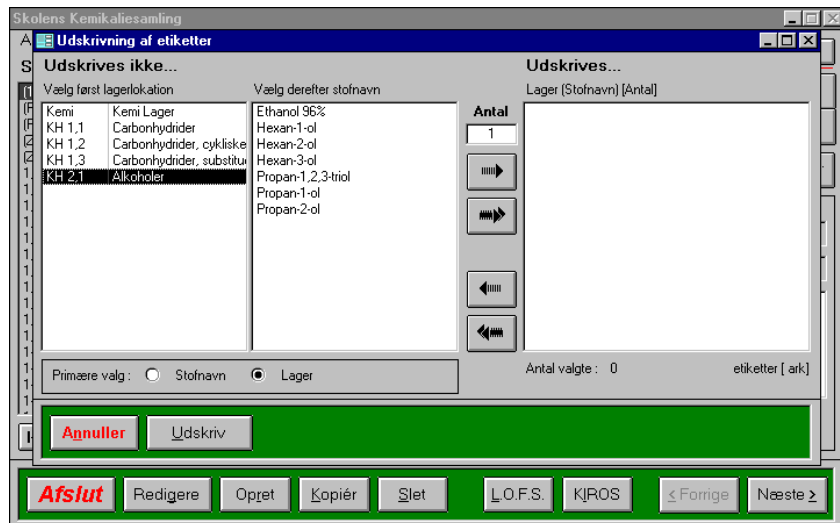 Skolens Kemikaliesamling
Udskrivning af etiketter
Udskrives ikke...
Udskrives...
Vælg først lagerlokation
Vælg derefter stofnavn
Lager (Stofnavn) [Antal]
Kemi Kemi Lager
KH 1,1 Carbonhydrider
KH 1,2 Carbonhydrider, cykliske
KH 1,3 Carbonhydrider, substitu
KH 2,1 Alkoholer
Ethanol 96%
Hexan-1-ol
Hexan-2-ol
Hexan-3-ol
Propan-1,2,3-triol
Propan-1-ol
Propan-2-ol
Antal
1
Primære valg : Stofnavn Lager
Antal valgte : 0 etiketter [ ark]
Annuller Udskriv
Afslut Redigere Opret Kopiér Slet L.O.F.S. KIROS < Forrige Næste >